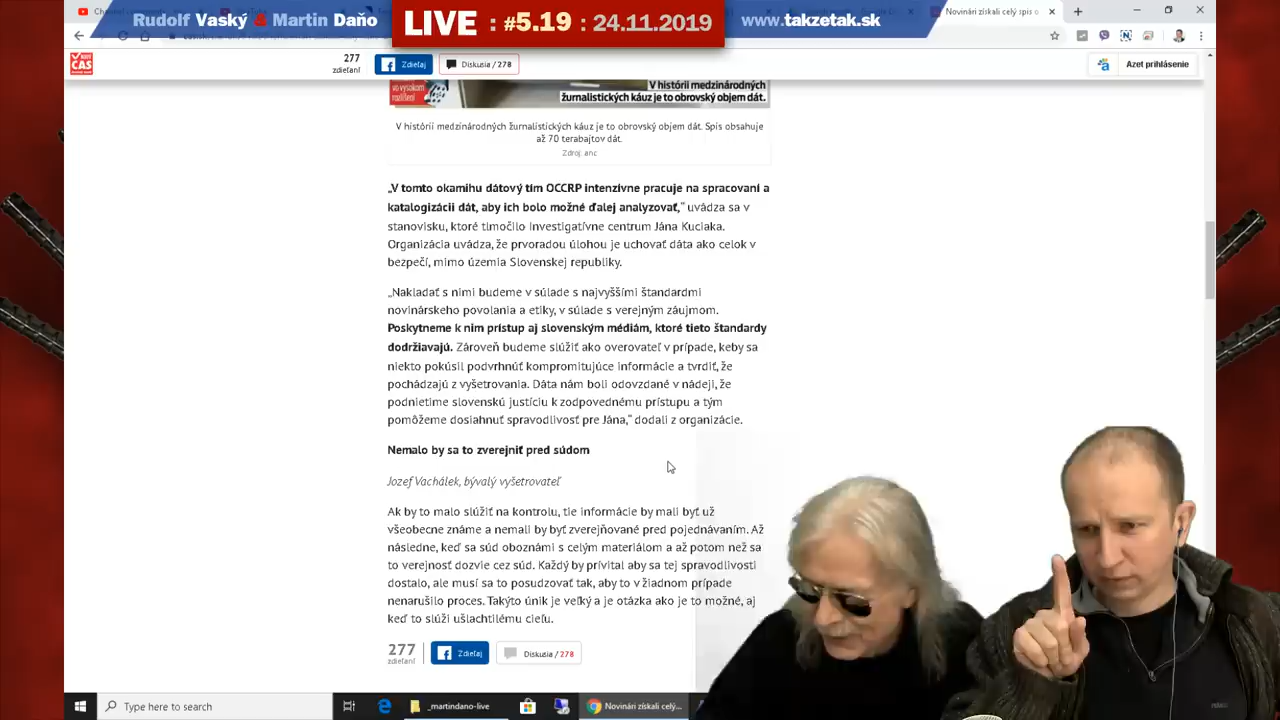 Rudolf Vaský & Martin Daňo
LIVE : #5.19 : 24.11.2019
www.takzetak.sk
Novinári získali celý spis o
NOVÝ ČAS
277
zdieľaní
Zdieľaj
Diskusia / 278
Azet prihlásenie
vo vysokom
rozlíšení
V histórii medzinárodných
žurnalistických káuz je to obrovský objem dát.
V histórii medzinárodných žurnalistických káuz je to obrovský objem dát. Spis obsahuje
až 70 terabajtov dát.
Zdroj: anc
„V tomto okamihu dátový tím OCCRP intenzívne pracuje na spracovaní a
katalogizácii dát, aby ich bolo možné ďalej analyzovať,“ uvádza sa v
stanovisku, ktoré tlmočilo Investigatívne centrum Jána Kuciaka.
Organizácia uvádza, že prvoradou úlohou je uchovať dáta ako celok v
bezpečí, mimo územia Slovenskej republiky.
„Nakladať s nimi budeme v súlade s najvyššími štandardmi
novinárskeho povolania a etiky, v súlade s verejným záujmom.
Poskytneme k nim prístup aj slovenským médiám, ktoré tieto štandardy
dodržiavajú. Zároveň budeme slúžiť ako overovateľ v prípade, keby sa
niekto pokúsil podvrhnúť kompromitujúce informácie a tvrdiť, že
pochádzajú z vyšetrovania. Dáta nám boli odovzdané v nádeji, že
podnietime slovenskú justíciu k zodpovednému prístupu a tým
pomôžeme dosiahnuť spravodlivosť pre Jána,“ dodali z organizácie.
Nemalo by sa to zverejniť pred súdom
Jozef Vachálek, bývalý vyšetrovateľ
Ak by to malo slúžiť na kontrolu, tie informácie by mali byť už
všeobecne známe a nemali by byť zverejňované pred pojednávaním. Až
následne, keď sa súd oboznámi s celým materiálom a až potom než sa
to verejnosť dozvie cez súd. Každý by privítal aby sa tej spravodlivosti
dostalo, ale musí sa to posudzovať tak, aby to v žiadnom prípade
nenarušilo proces. Takýto únik je veľký a je otázka ako je to možné, aj
keď to slúži ušľachtilému cieľu.
277
zdieľaní
Zdieľaj
Diskusia / 278
Type here to search
_martindano-live
Novinári získali celý...